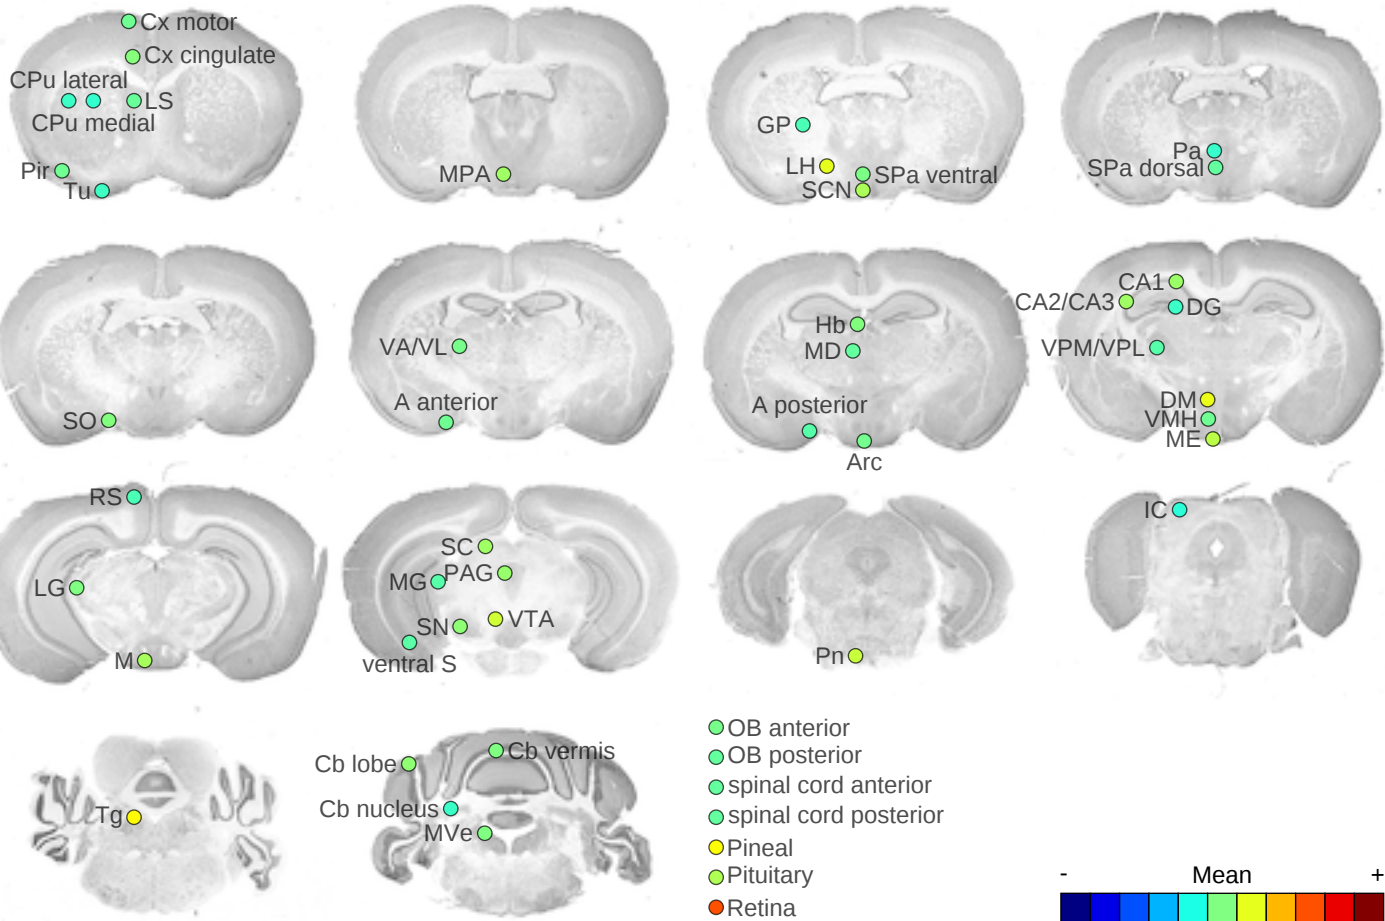 Cx motor
Cx cingulate
CPu lateral
LS
CPu medial
Pir
Tu
MPA
GP
LH
SPa ventral
SCN
Pa
SPa dorsal
SO
VA/VL
A anterior
Hb
MD
A posterior
Arc
CA1
CA2/CA3
DG
VPM/VPL
DM
VMH
ME
RS
LG
M
SC
PAG
MG
VTA
SN
ventral S
Pn
IC
Tg
Cb vermis
Cb lobe
Cb nucleus
MVe
OB anterior
OB posterior
spinal cord anterior
spinal cord posterior
Pineal
Pituitary
Retina
- Mean +